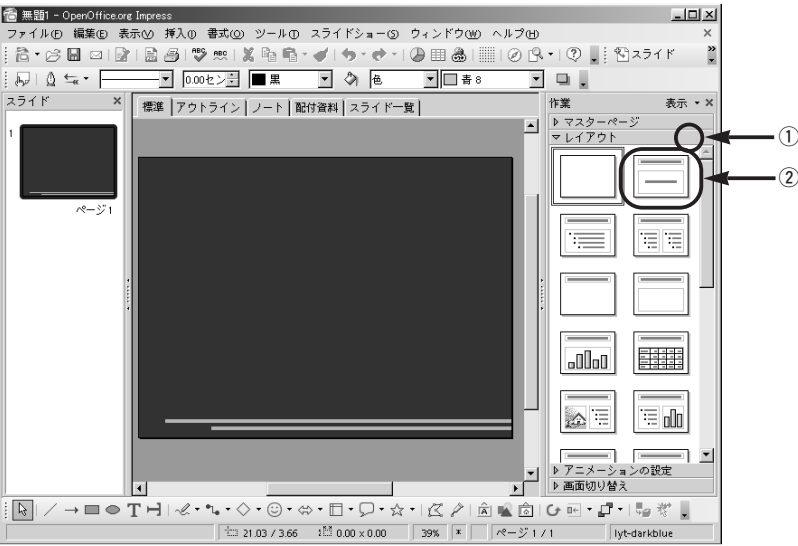 無題1 - OpenOffice.org Impress
ファイル(F) 編集(E) 表示(V) 挿入(I) 書式(O) ツール(T) スライドショー(S) ウィンドウ(W) ヘルプ(H)
スライド
0.00セン 黒 色 青 8
スライド
標準 アウトライン ノート 配付資料 スライド一覧
作業 表示
1
ページ 1
マスターページ
レイアウト
①
②
アニメーションの設定
画面切り替え
21.03 / 3.66 0.00 x 0.00 39% * ページ 1 / 1 lyt-darkblue